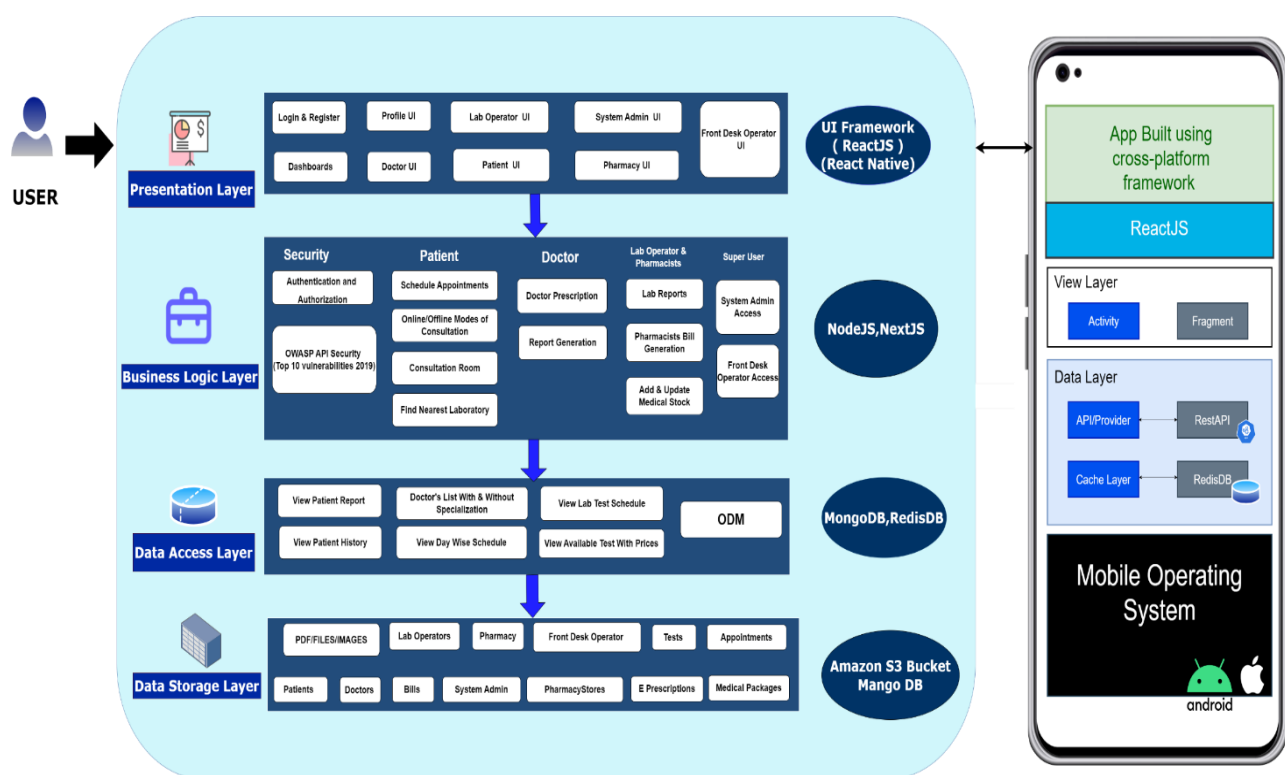 USER
Presentation Layer
Login & Register
Profile UI
Lab Operator UI
System Admin UI
Front Desk Operator
UI
Dashboards
Doctor UI
Patient UI
Pharmacy UI
UI Framework
( ReactJS )
(React Native)
Business Logic Layer
Security
Authentication and
Authorization
OWASP API Security
(Top 10 vulnerabilities 2019)
Patient
Schedule Appointments
Online/Offline Modes of
Consultation
Consultation Room
Find Nearest Laboratory
Doctor
Doctor Prescription
Report Generation
Lab Operator &
Pharmacists
Lab Reports
Pharmacists Bill
Generation
Add & Update
Medical Stock
Super User
System Admin
Access
Front Desk
Operator Access
NodeJS,NextJS
Data Access Layer
View Patient Report
Doctor's List With & Without
Specialization
View Lab Test Schedule
ODM
View Patient History
View Day Wise Schedule
View Available Test With Prices
MongoDB,RedisDB
Data Storage Layer
PDF/FILES/IMAGES
Lab Operators
Pharmacy
Front Desk Operator
Tests
Appointments
Patients
Doctors
Bills
System Admin
PharmacyStores
E Prescriptions
Medical Packages
Amazon S3 Bucket
Mango DB
App Built using
cross-platform
framework
ReactJS
View Layer
Activity
Fragment
Data Layer
API/Provider
RestAPI
Cache Layer
RedisDB
Mobile Operating
System
android